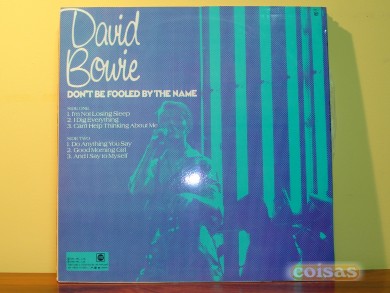 David
Bowie
DON'T BE FOOLED BY THE NAME
SIDE ONE
1. I'm Not Losing Sleep
2. I Dig Everything
3. Can't Help Thinking About Me
SIDE TWO
1. Do Anything You Say
2. Good Morning Girl
3. And I Say to Myself
coisas